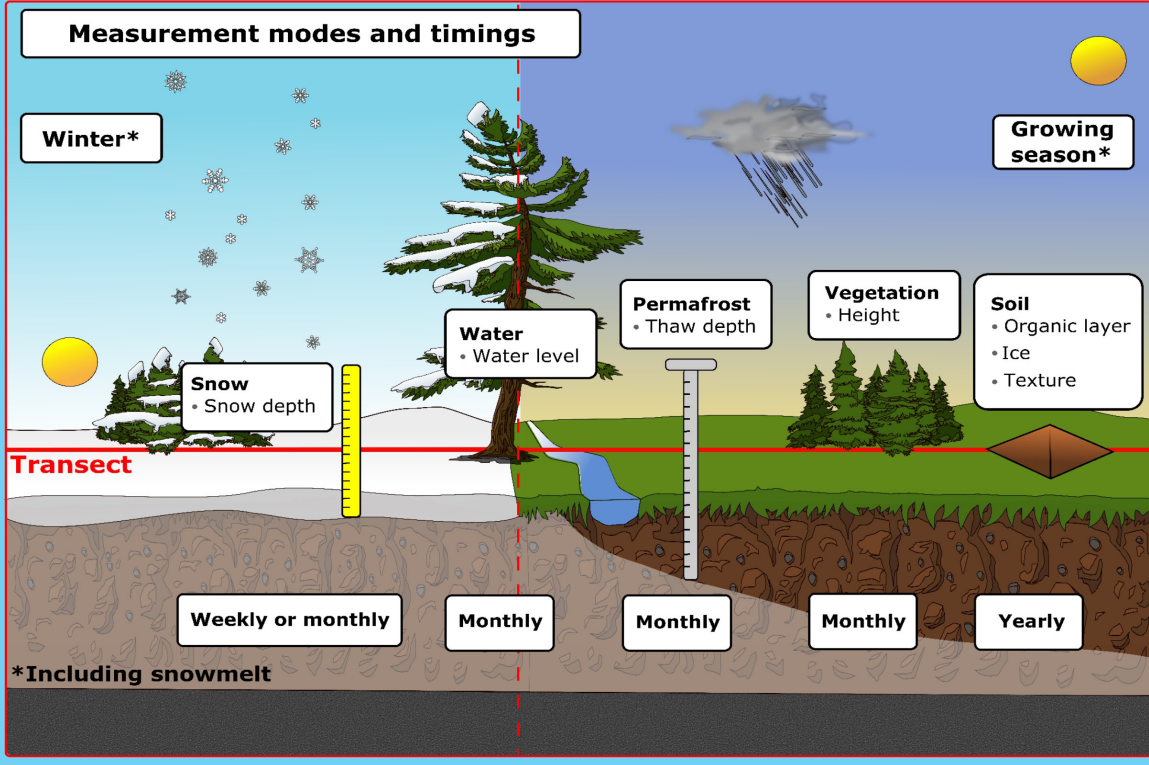 Measurement modes and timings
Winter*
Growing
season*
Snow
• Snow depth
Water
• Water level
Permafrost
• Thaw depth
Vegetation
• Height
Soil
• Organic layer
• Ice
• Texture
Transect
Weekly or monthly
Monthly
Monthly
Monthly
Yearly
*Including snowmelt